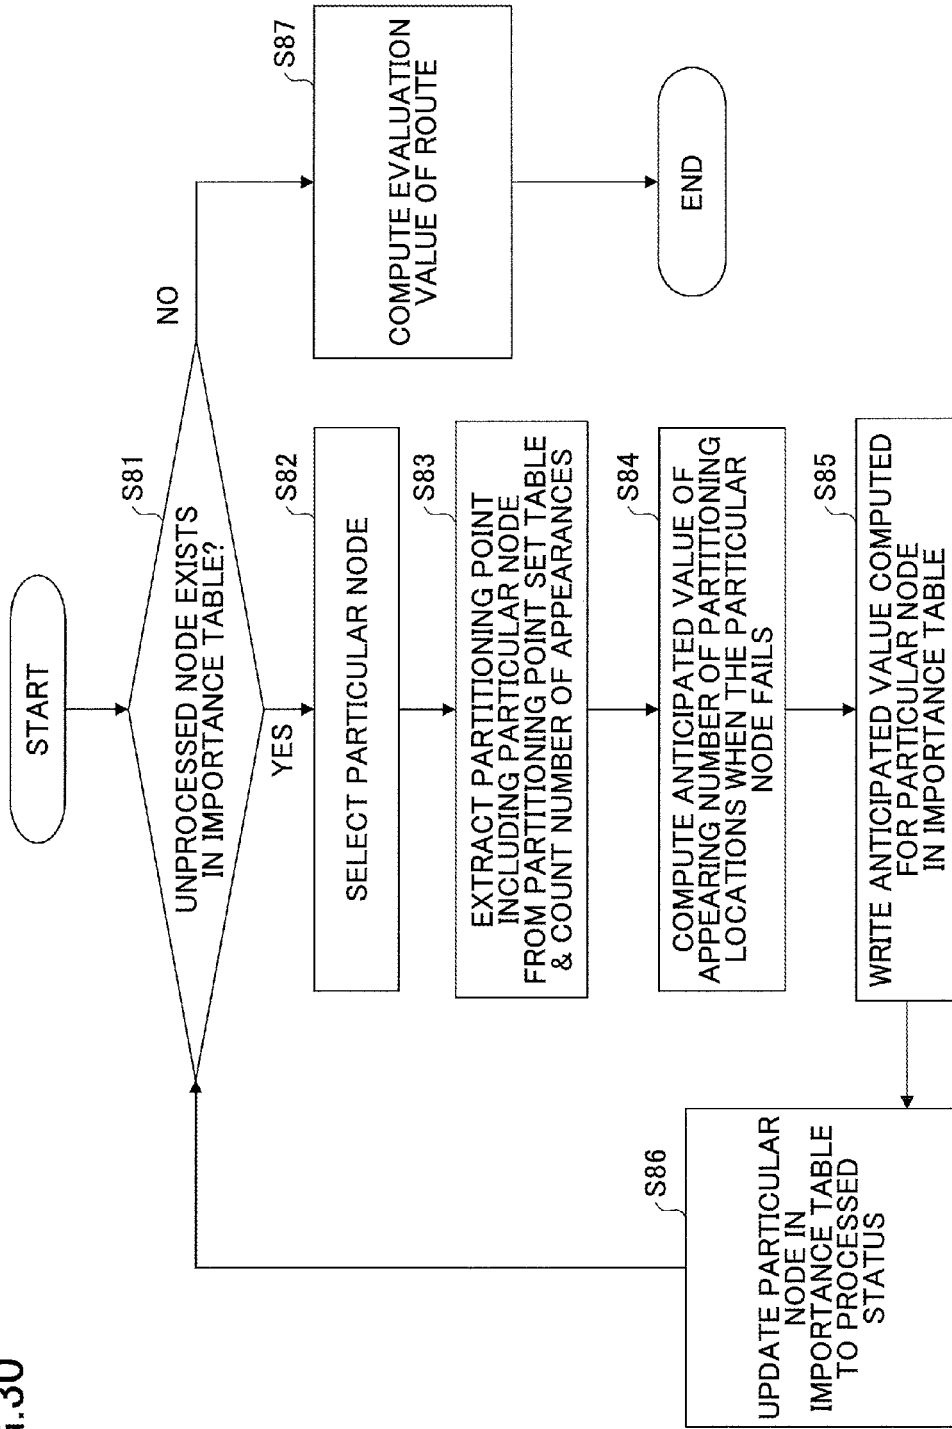 START
S81
UNPROCESSED NODE EXISTS
IN IMPORTANCE TABLE?
NO
YES
S82
SELECT PARTICULAR NODE
S83
EXTRACT PARTITIONING POINT
INCLUDING PARTICULAR NODE
FROM PARTITIONING POINT SET TABLE
& COUNT NUMBER OF APPEARANCES
S84
COMPUTE ANTICIPATED VALUE OF
APPEARING NUMBER OF PARTITIONING
LOCATIONS WHEN THE PARTICULAR
NODE FAILS
S85
WRITE ANTICIPATED VALUE COMPUTED
FOR PARTICULAR NODE
IN IMPORTANCE TABLE
S86
UPDATE PARTICULAR
NODE IN
IMPORTANCE TABLE
TO PROCESSED
STATUS
S87
COMPUTE EVALUATION
VALUE OF ROUTE
END
.30